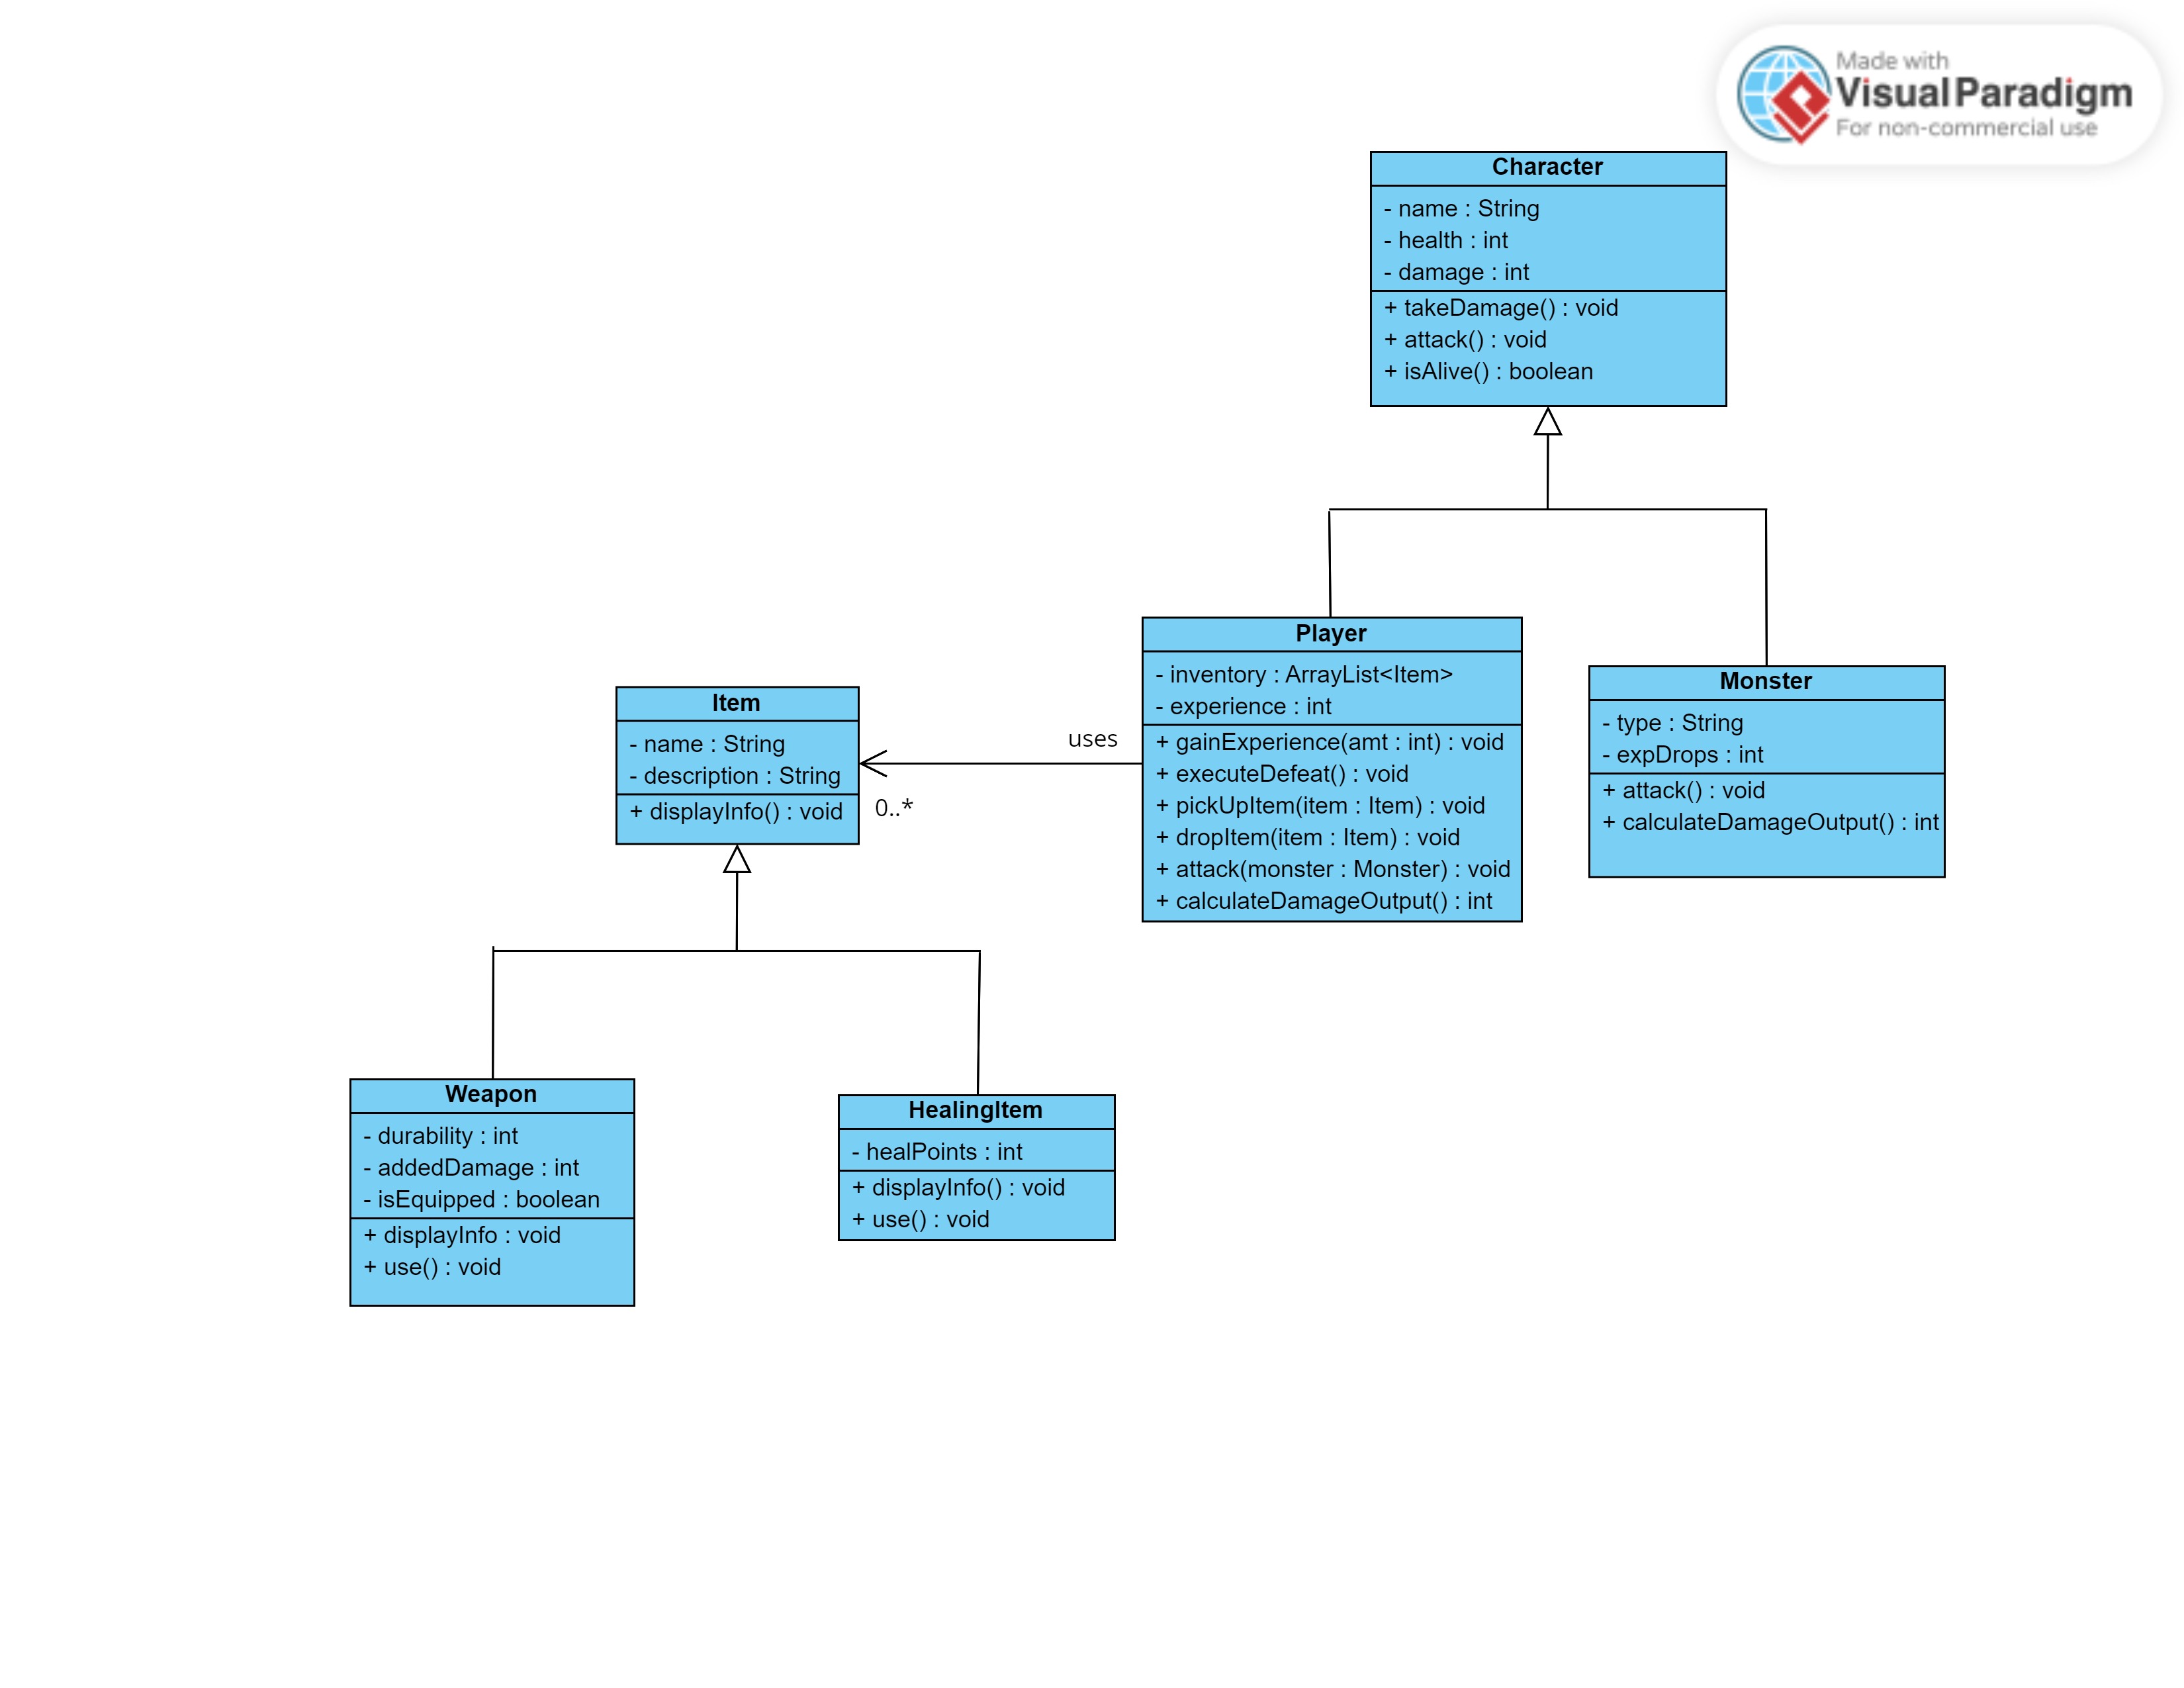 Made with
Visual Paradigm
For non-commercial use
Character
- name : String
- health : int
- damage : int
+ takeDamage() : void
+ attack() : void
+ isAlive() : boolean
Player
- inventory : ArrayList<Item>
- experience : int
+ gainExperience(amt : int) : void
+ executeDefeat() : void
+ pickUpItem(item : Item) : void
+ dropItem(item : Item) : void
+ attack(monster : Monster) : void
+ calculateDamageOutput() : int
Monster
- type : String
- expDrops : int
+ attack() : void
+ calculateDamageOutput() : int
uses
0..*
Item
- name : String
- description : String
+ displayInfo() : void
Weapon
- durability : int
- addedDamage : int
- isEquipped : boolean
+ displayInfo : void
+ use() : void
HealingItem
- healPoints : int
+ displayInfo() : void
+ use() : void